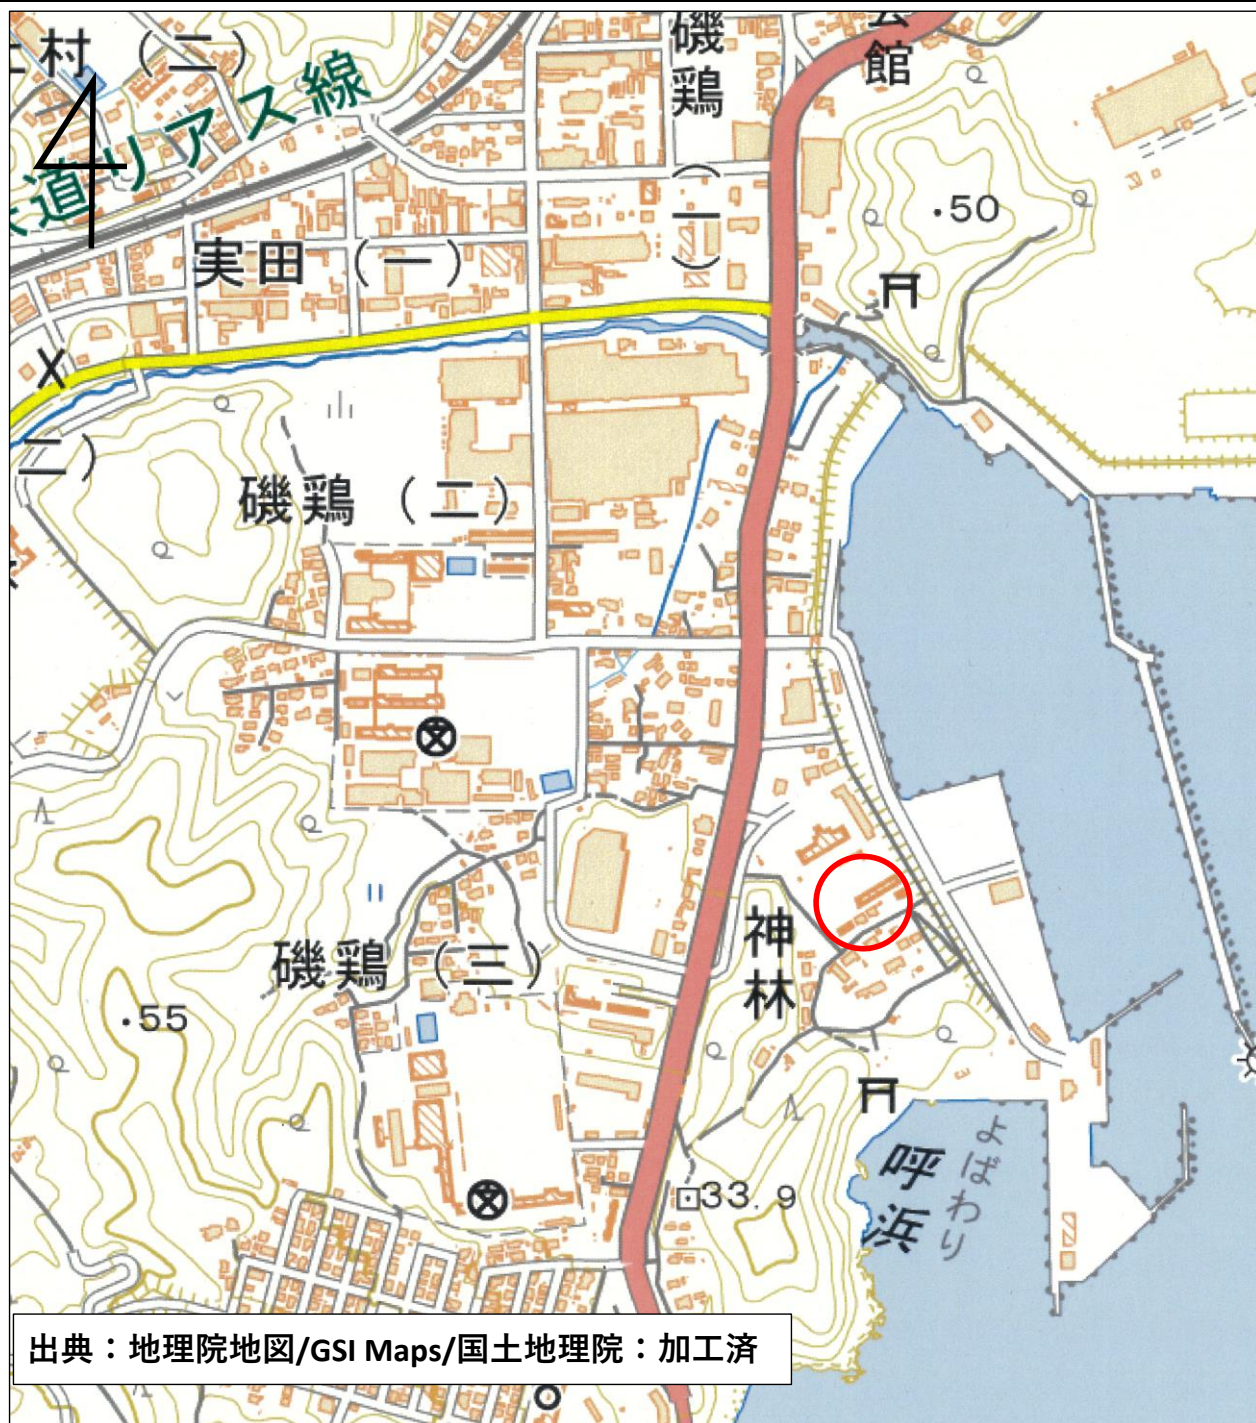 村（二）
道リアス線
磯鶏（一）
館
実田（一）
・50
二）
磯鶏（二）
磯鶏（三）
・55
神林
33.9
呼浜
よばわり
出典：地理院地図/GSI Maps/国土地理院：加工済